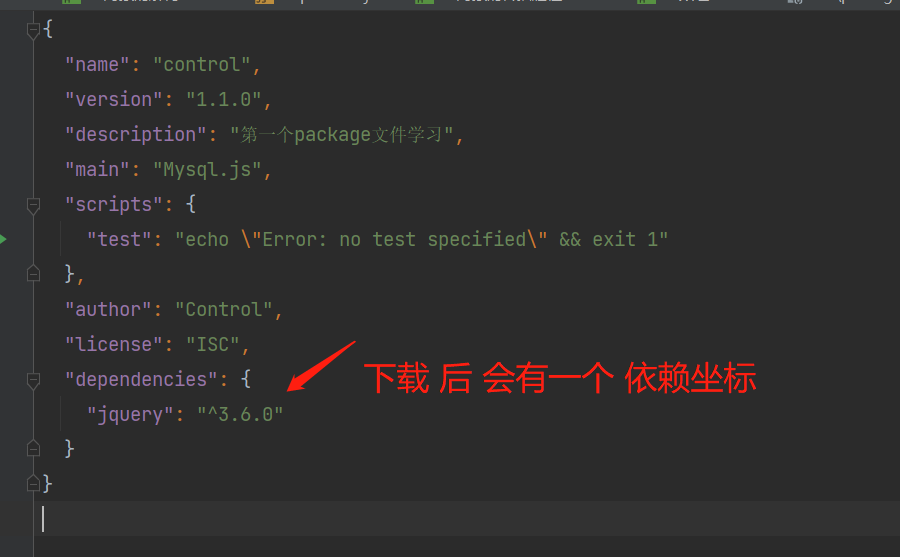 {
"name": "control",
"version": "1.1.0",
"description": "第一个package文件学习",
"main": "Mysql.js",
"scripts": {
"test": "echo \"Error: no test specified\" && exit 1"
},
"author": "Control",
"license": "ISC",
"dependencies": {
下载 后 会有一个 依赖坐标
"jquery": "^3.6.0"
}
}